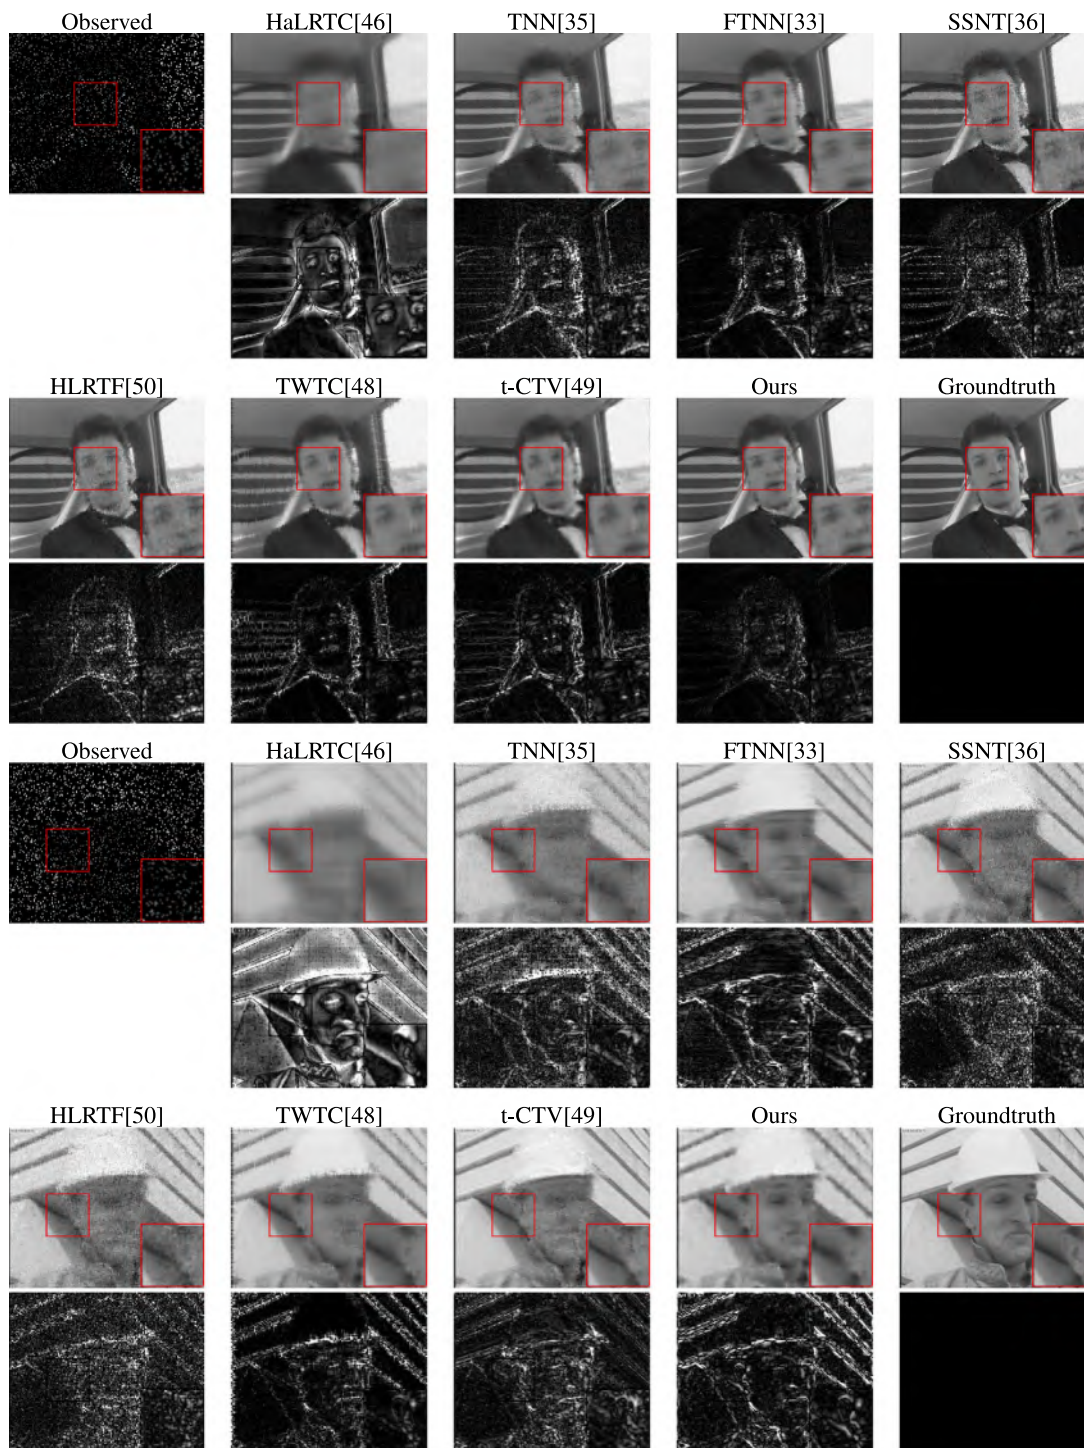 Observed HaLRTC[46] TNN[35] FTNN[33] SSNT[36]
HLRTF[50] TWTC[48] t-CTV[49] Ours Groundtruth
Observed HaLRTC[46] TNN[35] FTNN[33] SSNT[36]
HLRTF[50] TWTC[48] t-CTV[49] Ours Groundtruth